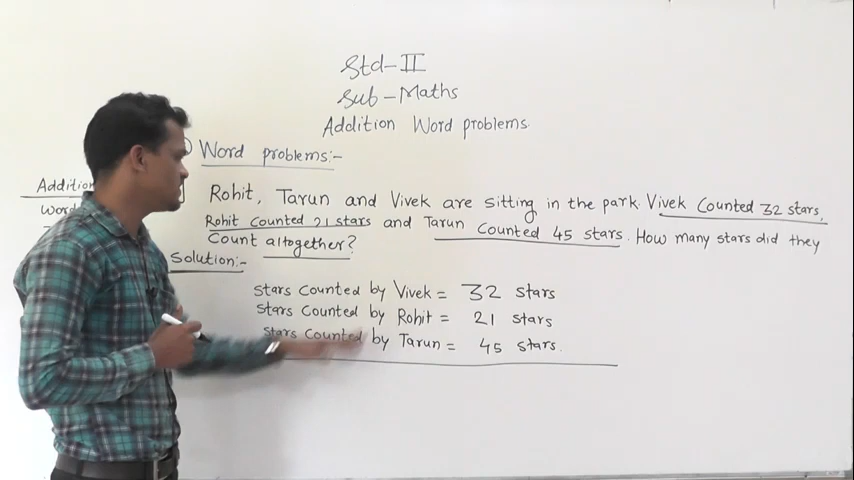 Std-II
Sub-Maths
Addition Word problems.
Word problems:-
Addition
Word
Rohit, Tarun and Vivek are sitting in the park. Vivek Counted 32 stars,
Rohit Counted 21 stars and Tarun Counted 45 stars. How many stars did they
Count altogether?
Solution:-
Stars Counted by Vivek = 32 stars
Stars Counted by Rohit = 21 stars
Stars Counted by Tarun = 45 stars.